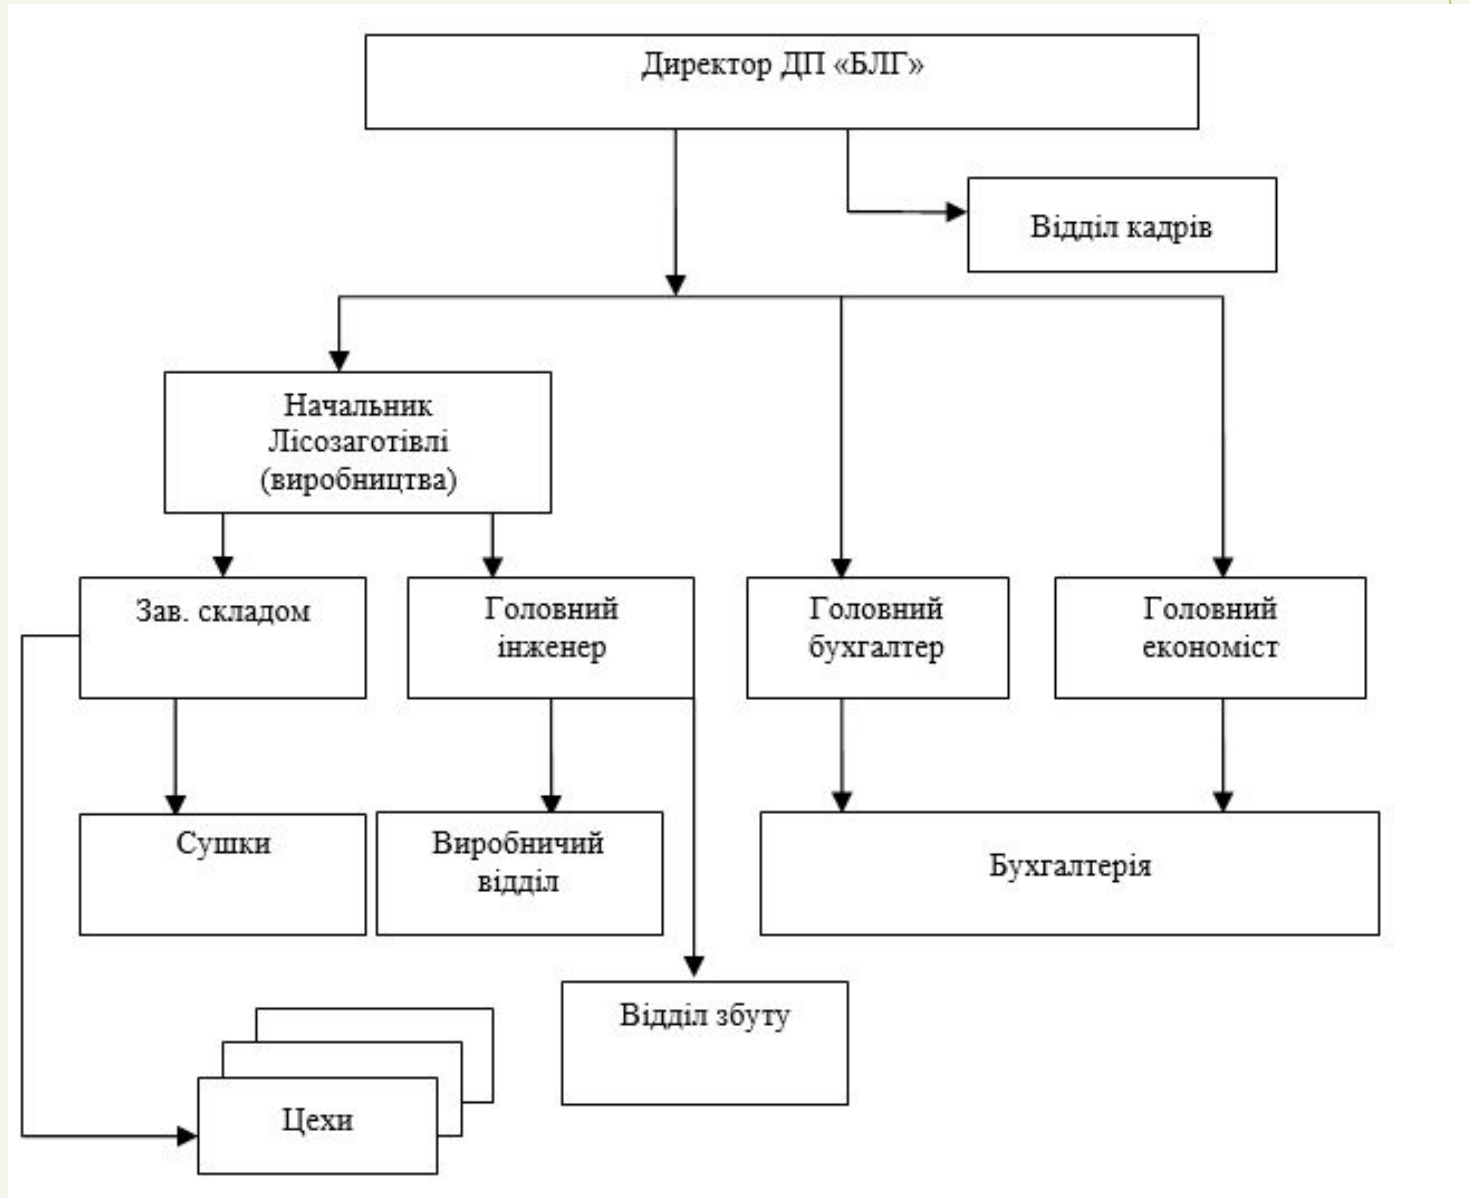 Директор ДП «БЛГ»
Відділ кадрів
Начальник
Лісозаготівлі
(виробництва)
Зав. складом
Головний
інженер
Головний
бухгалтер
Головний
економіст
Сушки
Виробничий
відділ
Бухгалтерія
Відділ збуту
Цехи